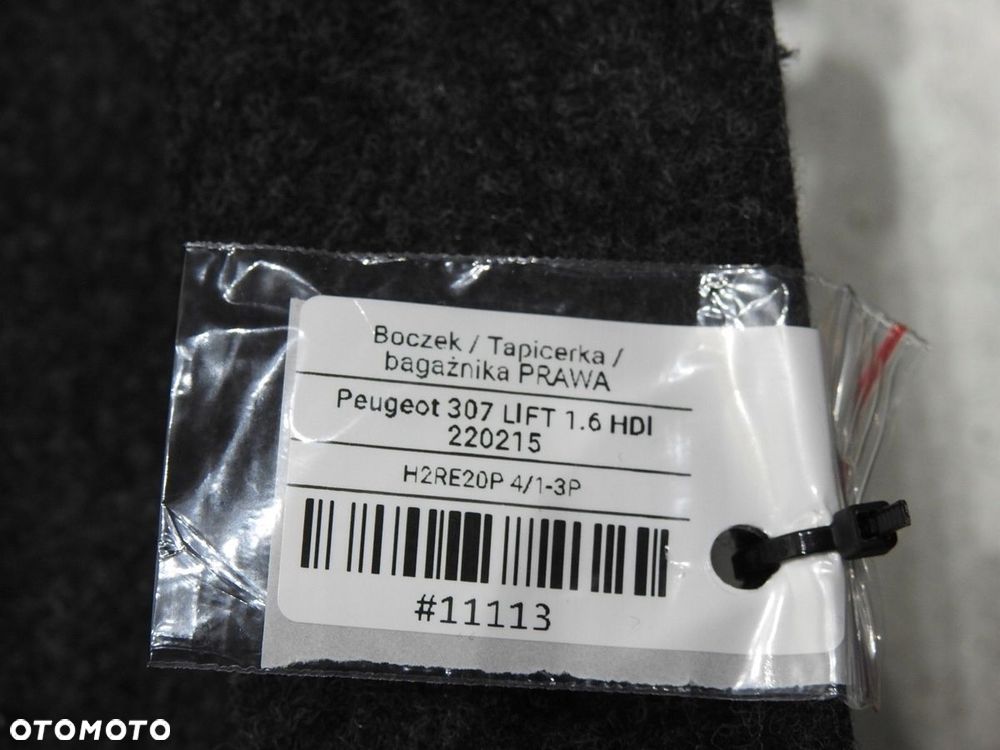 Boczek / Tapicerka /
bagażnika PRAWA
Peugeot 307 LIFT 1.6 HDI
220215
H2RE20P 4/1-3P
#11113
OTOMOTO